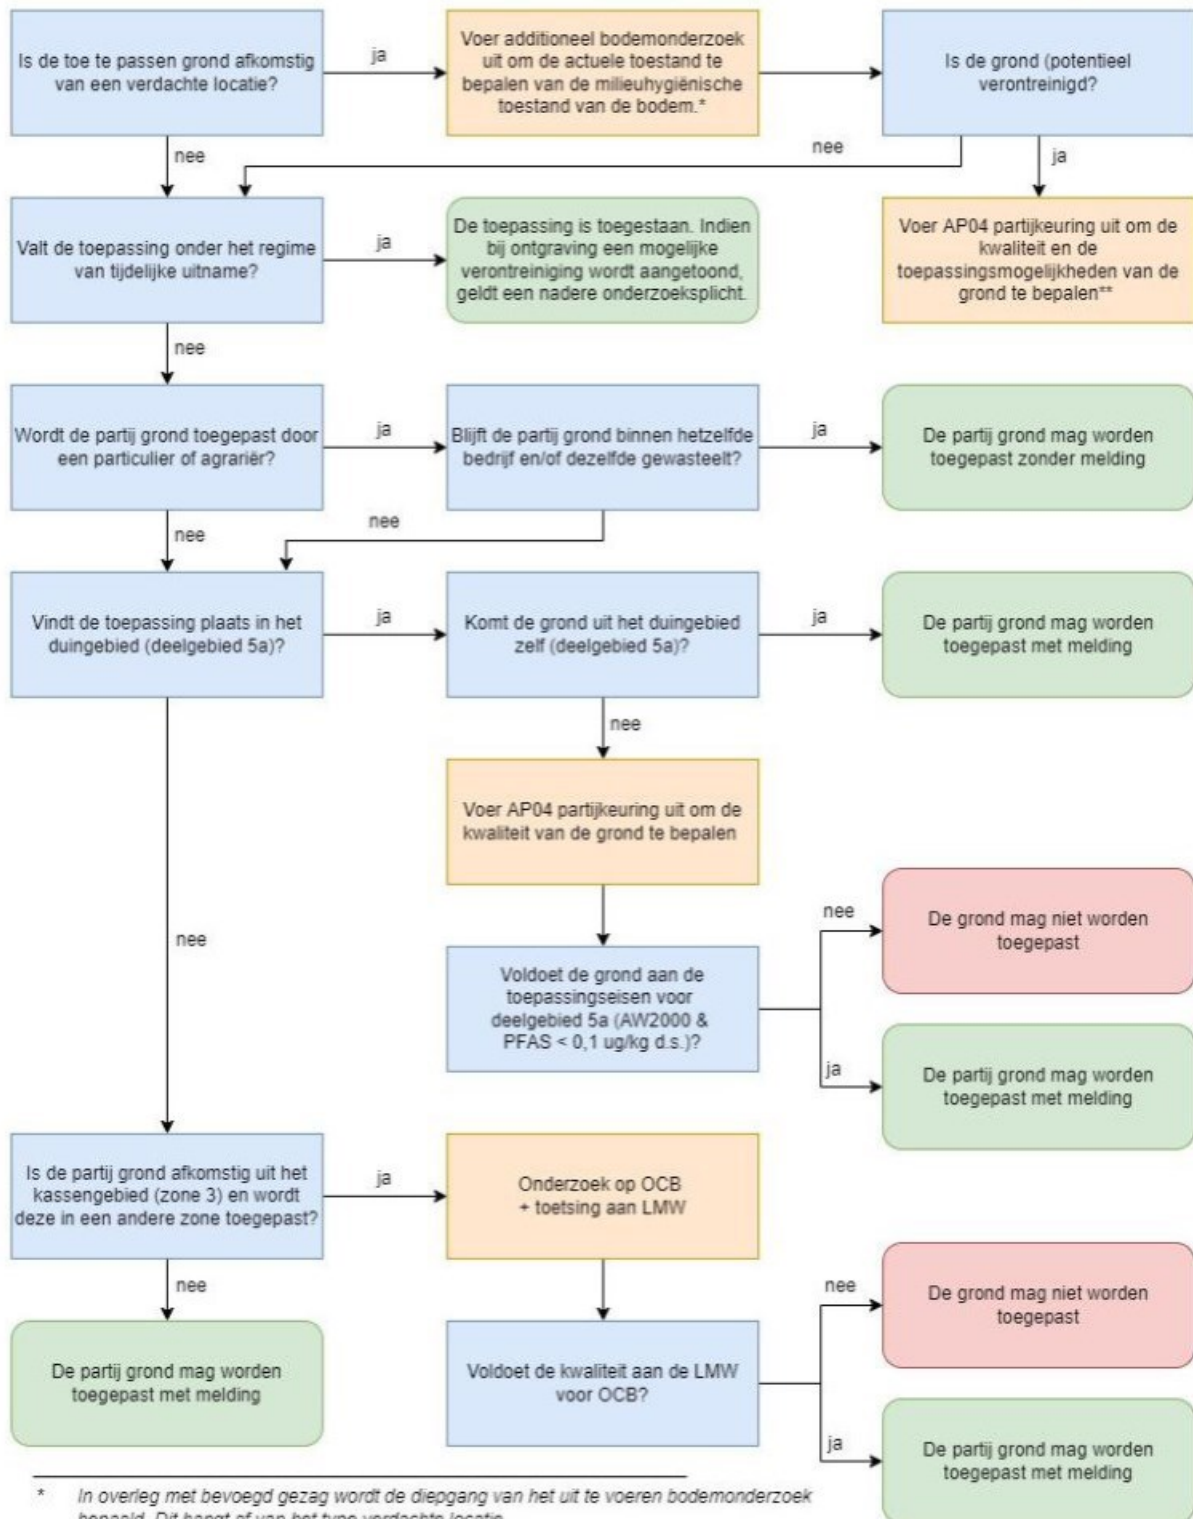 Is de toe te passen grond afkomstig
van een verdachte locatie?
ja
Voer additioneel bodemonderzoek
uit om de actuele toestand te
bepalen van de milieuhygiënische
toestand van de bodem.*
Is de grond (potentieel
verontreinigd?
nee
nee
ja
Valt de toepassing onder het regime
van tijdelijke uitname?
ja
De toepassing is toegestaan. Indien
bij ontgraving een mogelijke
verontreiniging wordt aangetoond,
geldt een nadere onderzoeksplicht.
Voer AP04 partijkeuring uit om de
kwaliteit en de
toepassingsmogelijkheden van de
grond te bepalen**
nee
Wordt de partij grond toegepast door
een particulier of agrariër?
ja
Blijft de partij grond binnen hetzelfde
bedrijf en/of dezelfde gewasteelt?
ja
De partij grond mag worden
toegepast zonder melding
nee
nee
Vindt de toepassing plaats in het
duingebied (deelgebied 5a)?
ja
Komt de grond uit het duingebied
zelf (deelgebied 5a)?
ja
De partij grond mag worden
toegepast met melding
nee
Voer AP04 partijkeuring uit om de
kwaliteit van de grond te bepalen
nee
Voldoet de grond aan de
toepassingseisen voor
deelgebied 5a (AW2000 &
PFAS < 0,1 ug/kg d.s.)?
nee
De grond mag niet worden
toegepast
ja
De partij grond mag worden
toegepast met melding
Is de partij grond afkomstig uit het
kassengebied (zone 3) en wordt
deze in een andere zone toegepast?
ja
Onderzoek op OCB
+ toetsing aan LMW
nee
De partij grond mag worden
toegepast met melding
Voldoet de kwaliteit aan de LMW
voor OCB?
nee
De grond mag niet worden
toegepast
ja
De partij grond mag worden
toegepast met melding
* In overleg met bevoegd gezag wordt de diepgang van het uit te voeren bodemonderzoek
bepaald. Dit hangt af van het type verdachte locatie